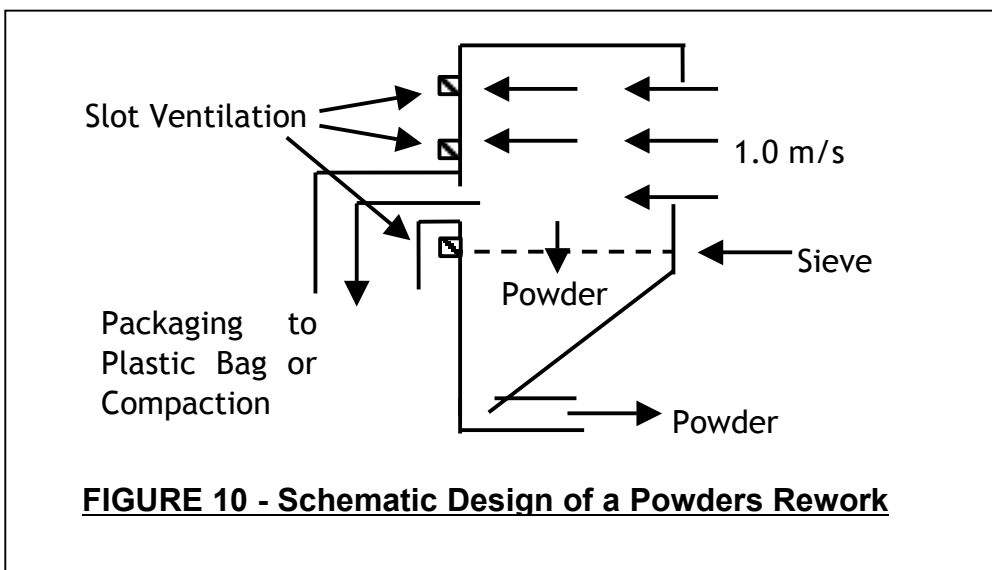 Slot Ventilation
1.0 m/s
Sieve
Powder
Packaging to
Plastic Bag or
Compaction
Powder
FIGURE 10 - Schematic Design of a Powders Rework